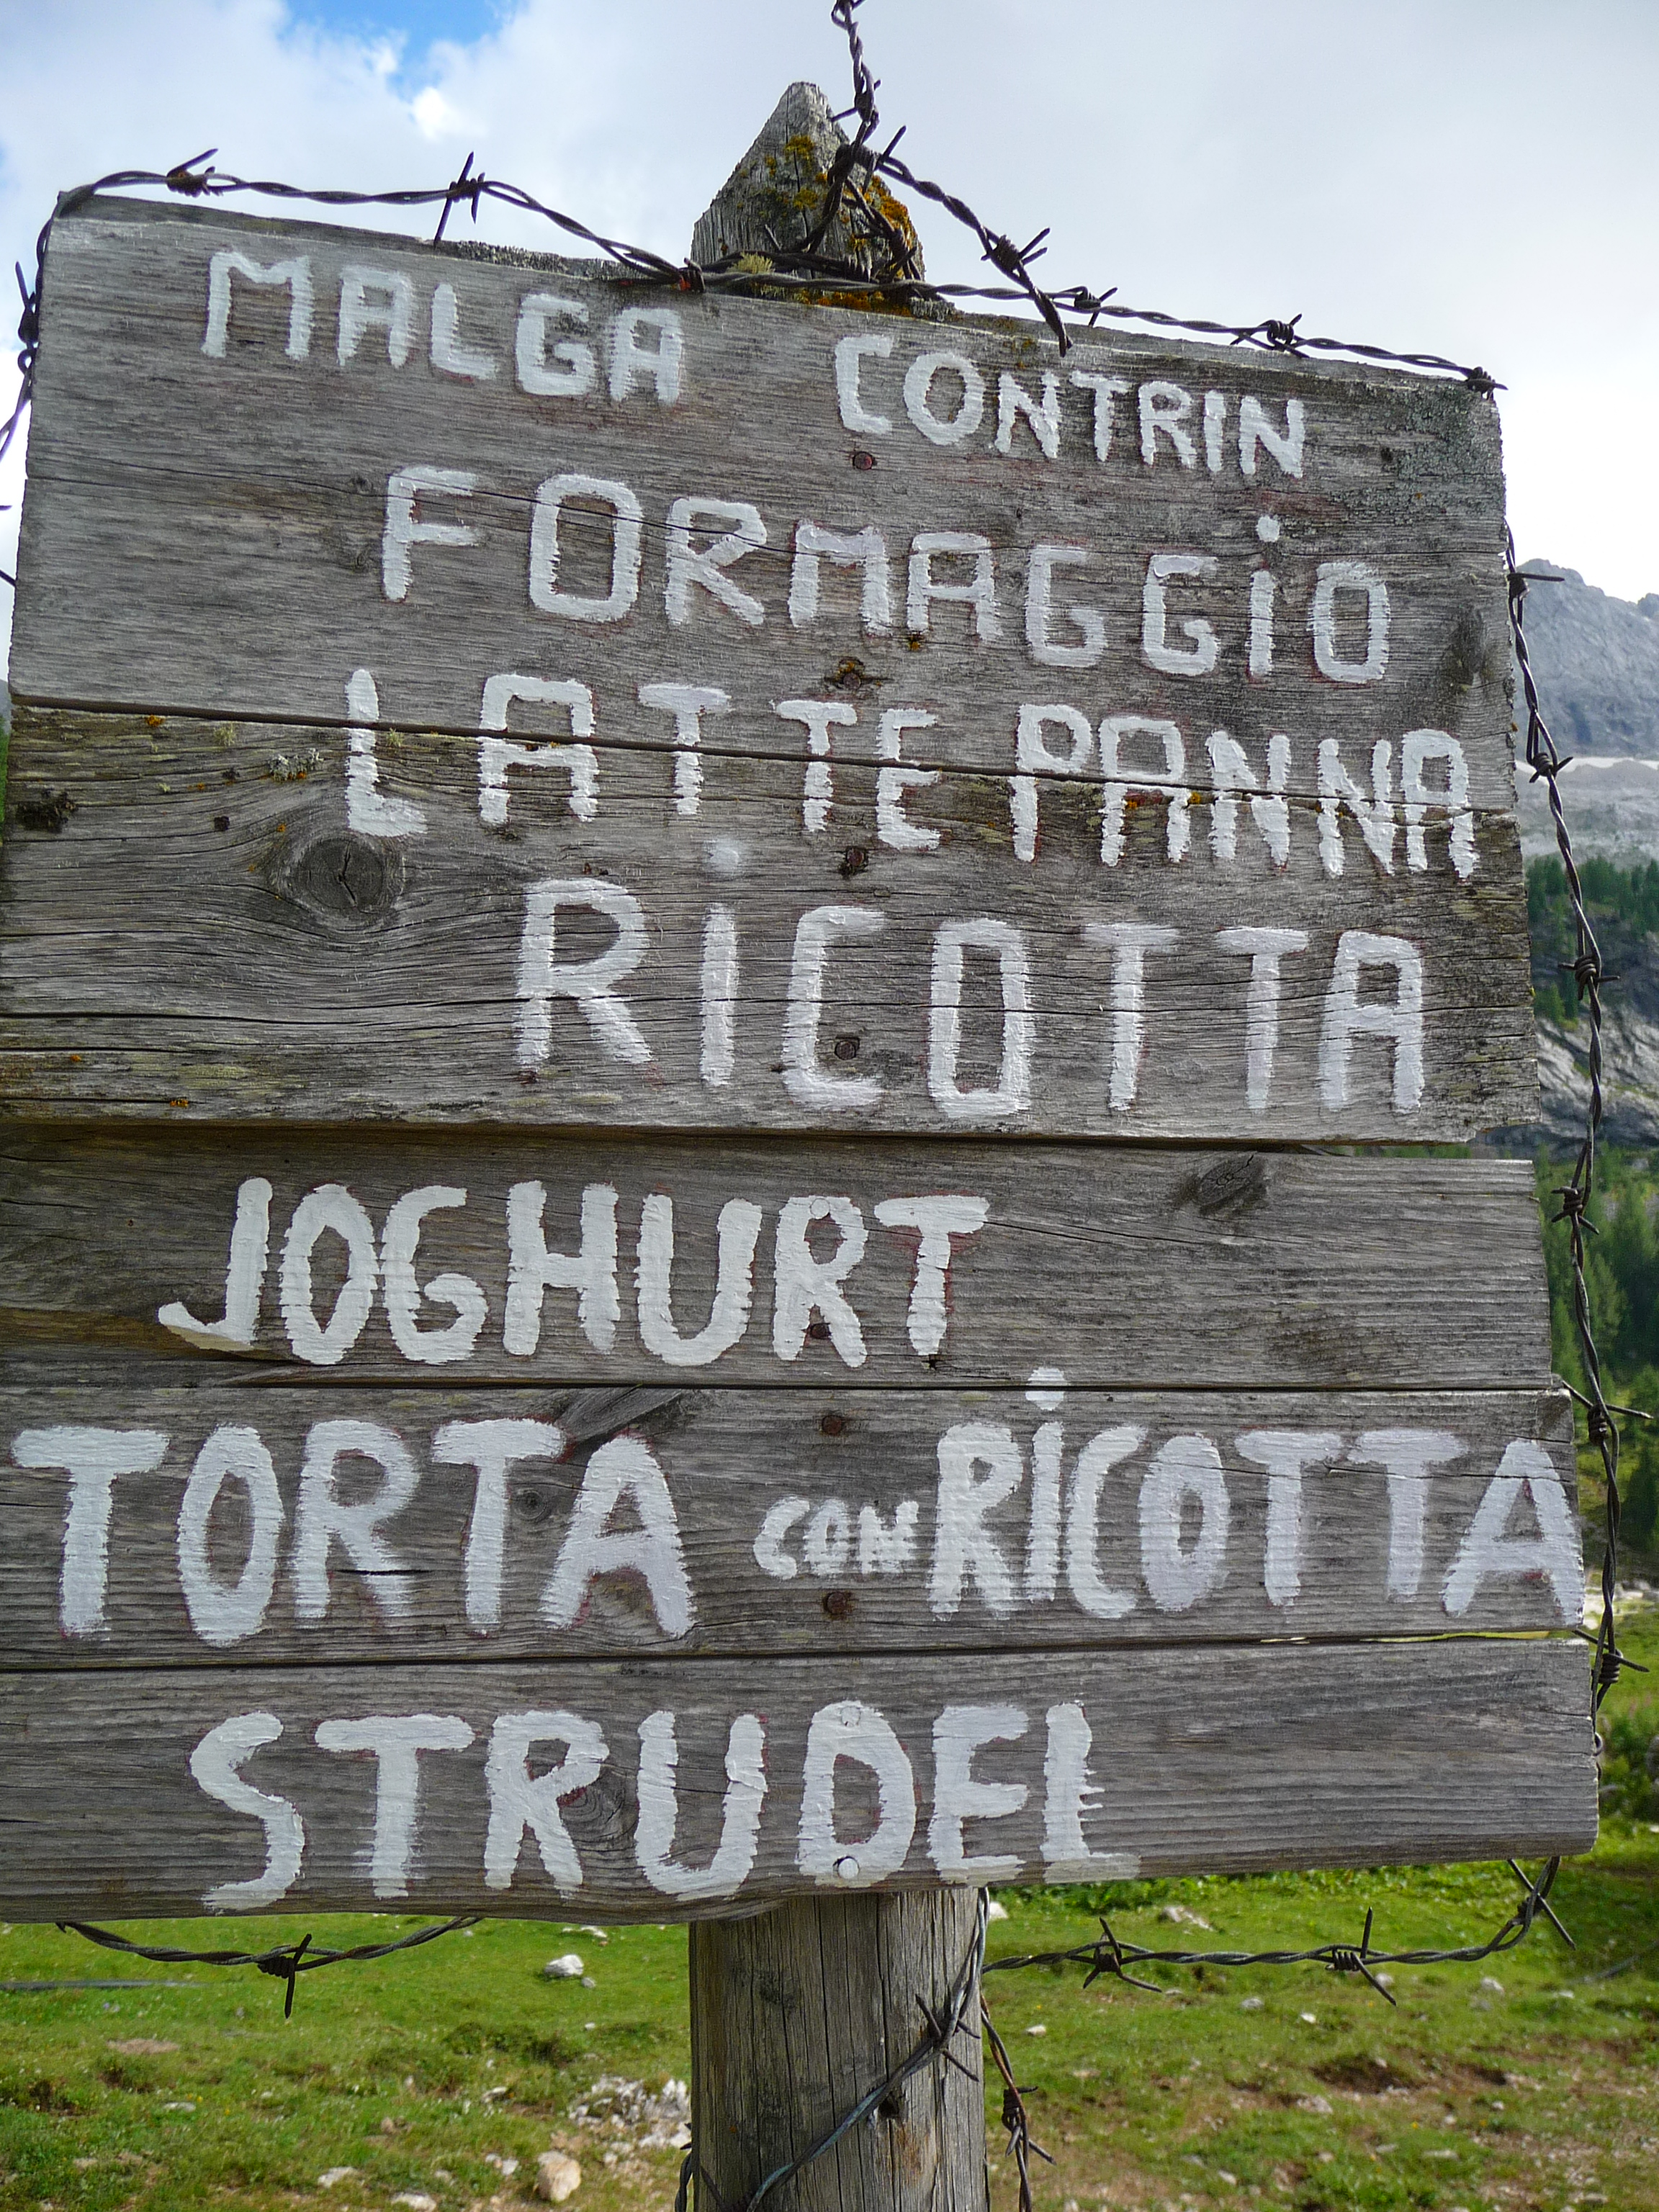 MALGA CONTRIN
FORMAGGiO
LATTE PANNA
RiCOTTA
JOGHURT
TORTA CON RiCOTTA
STRUDEL